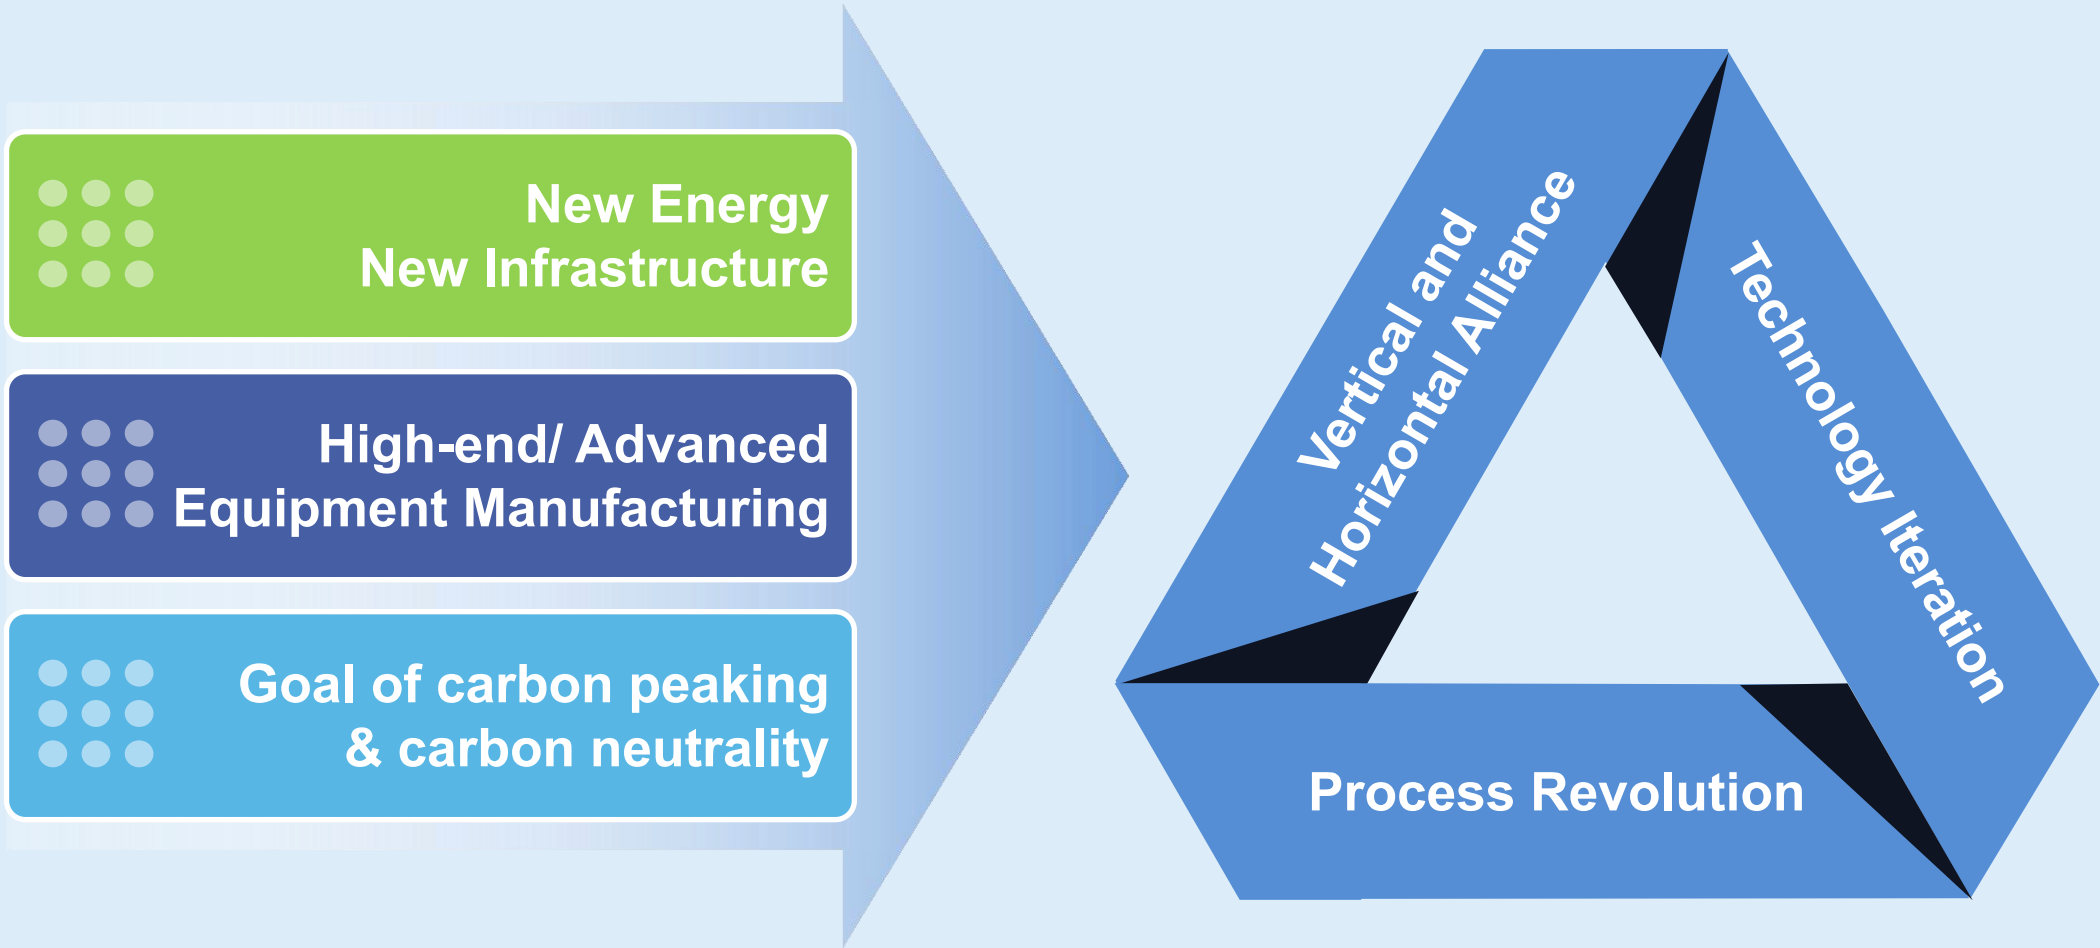 New Energy
New Infrastructure
High-end/ Advanced
Equipment Manufacturing
Goal of carbon peaking
& carbon neutrality
Vertical and
Horizontal Alliance
Technology Iteration
Process Revolution